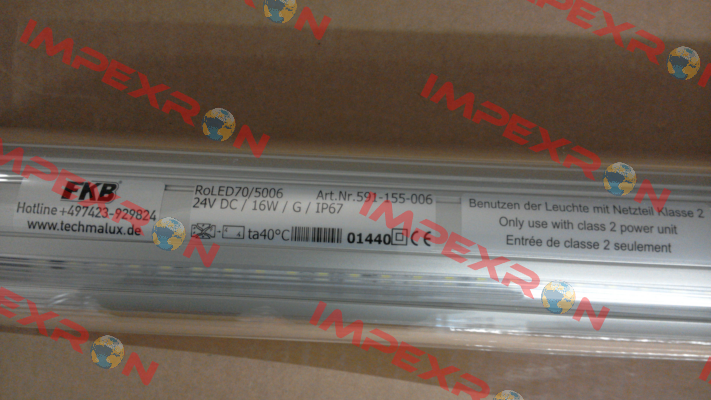 EKB®
Hotline +497423-929824
www.techmalux.de
RoLED70/5006 Art.Nr.591-155-006
24V DC / 16W / G / IP67
ta40°C 01440 CE
Benutzen der Leuchte mit Netzteil Klasse 2
Only use with class 2 power unit
Entrée de classe 2 seulement
IMPEXRON
IMPEXRON
IMPEXRON
IMPEXRON
IMPEXRON
IMPEXRON